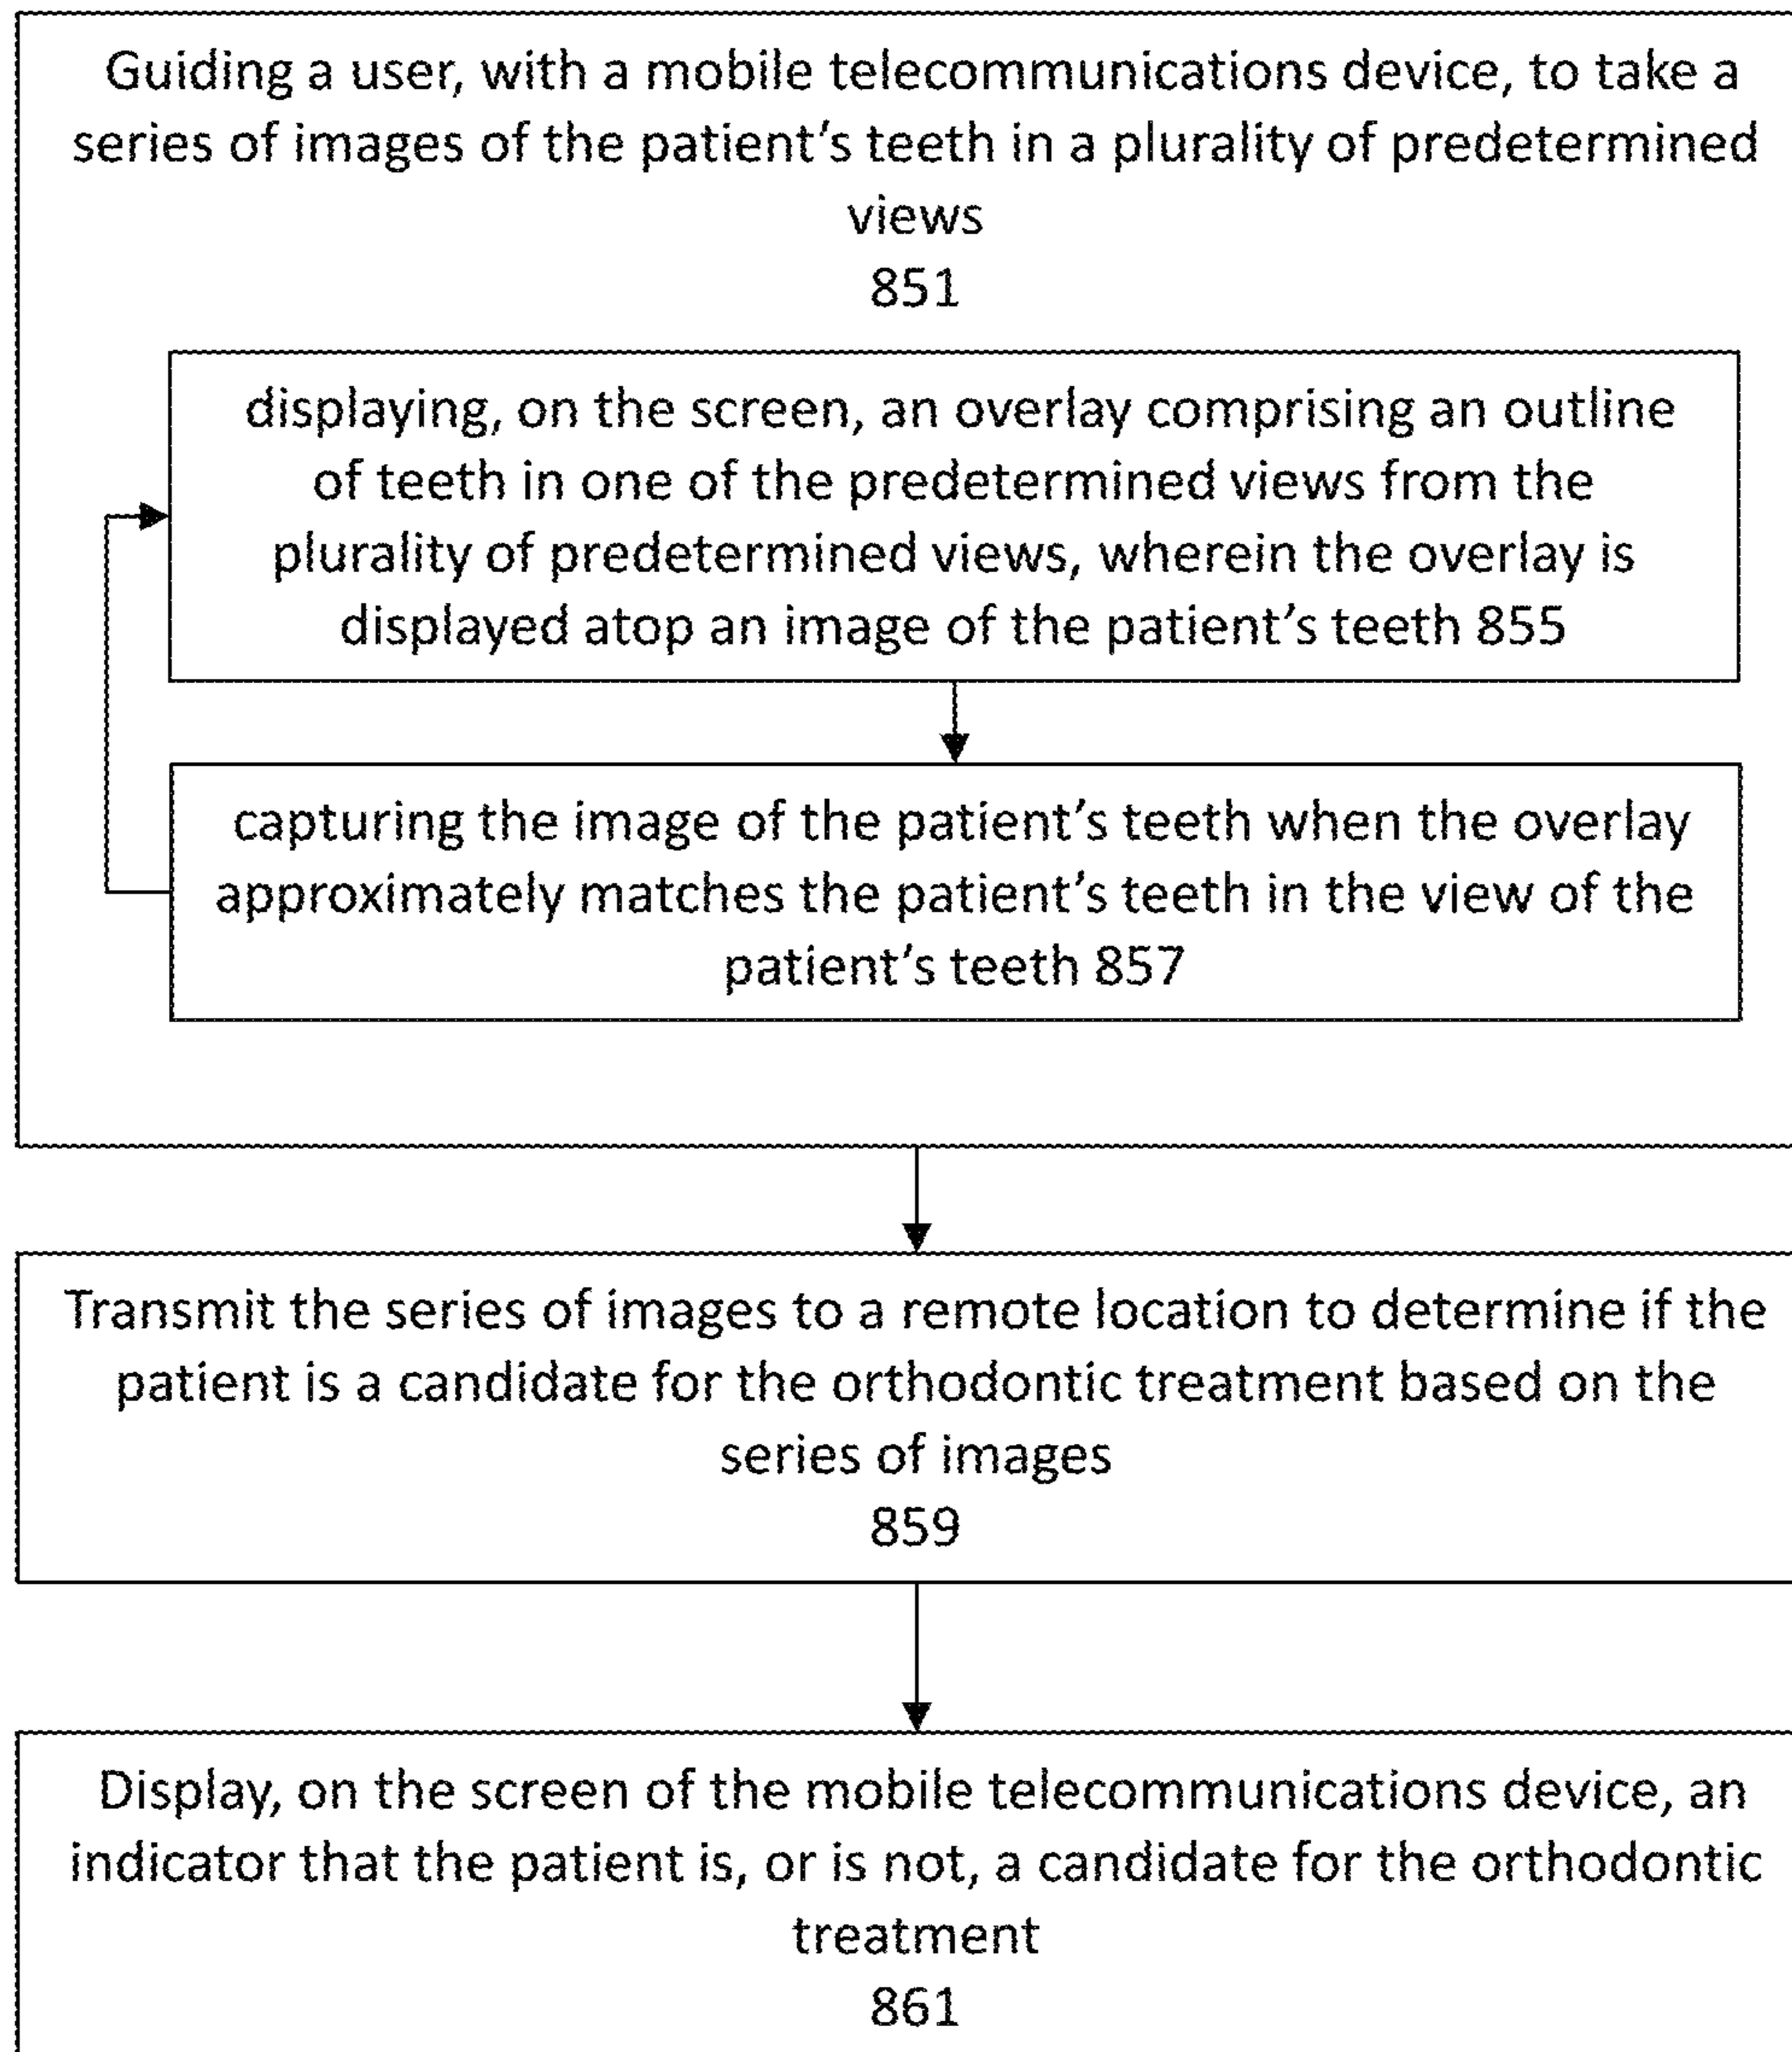 Guiding a user, with a mobile telecommunications device, to take a
series of images of the patient’s teeth in a plurality of predetermined
views
851
displaying, on the screen, an overlay comprising an outline
of teeth in one of the predetermined views from the
plurality of predetermined views, wherein the overlay is
displayed atop an image of the patient’s teeth 855
capturing the image of the patient’s teeth when the overlay
approximately matches the patient’s teeth in the view of the
patient’s teeth 857
Transmit the series of images to a remote location to determine if the
patient is a candidate for the orthodontic treatment based on the
series of images
859
Display, on the screen of the mobile telecommunications device, an
indicator that the patient is, or is not, a candidate for the orthodontic
treatment
861